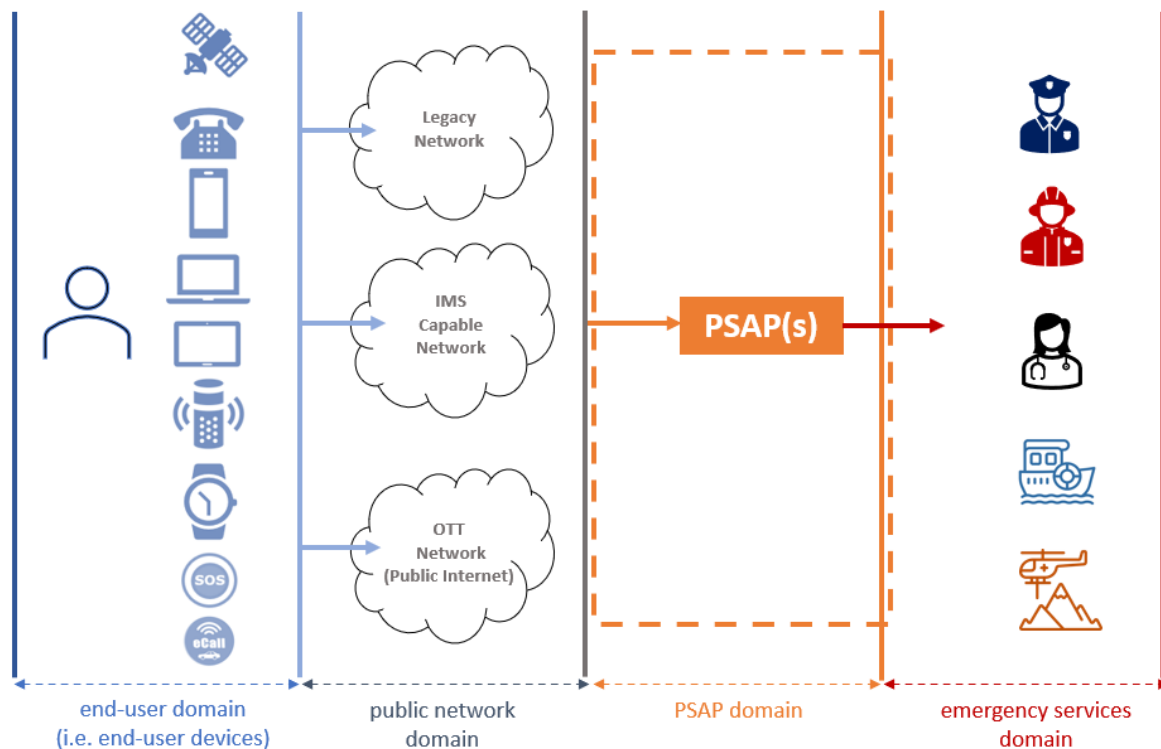 Legacy
Network
IMS
Capable
Network
PSAP(s)
OTT
Network
(Public Internet)
SOS
eCall
end-user domain
(i.e. end-user devices)
public network
domain
PSAP domain
emergency services
domain